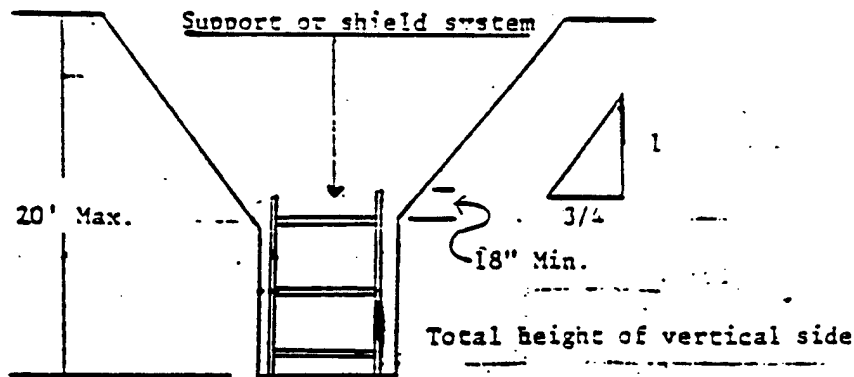 Support or shield system
1
20' Max.
3/4
18" Min.
Total height of vertical side